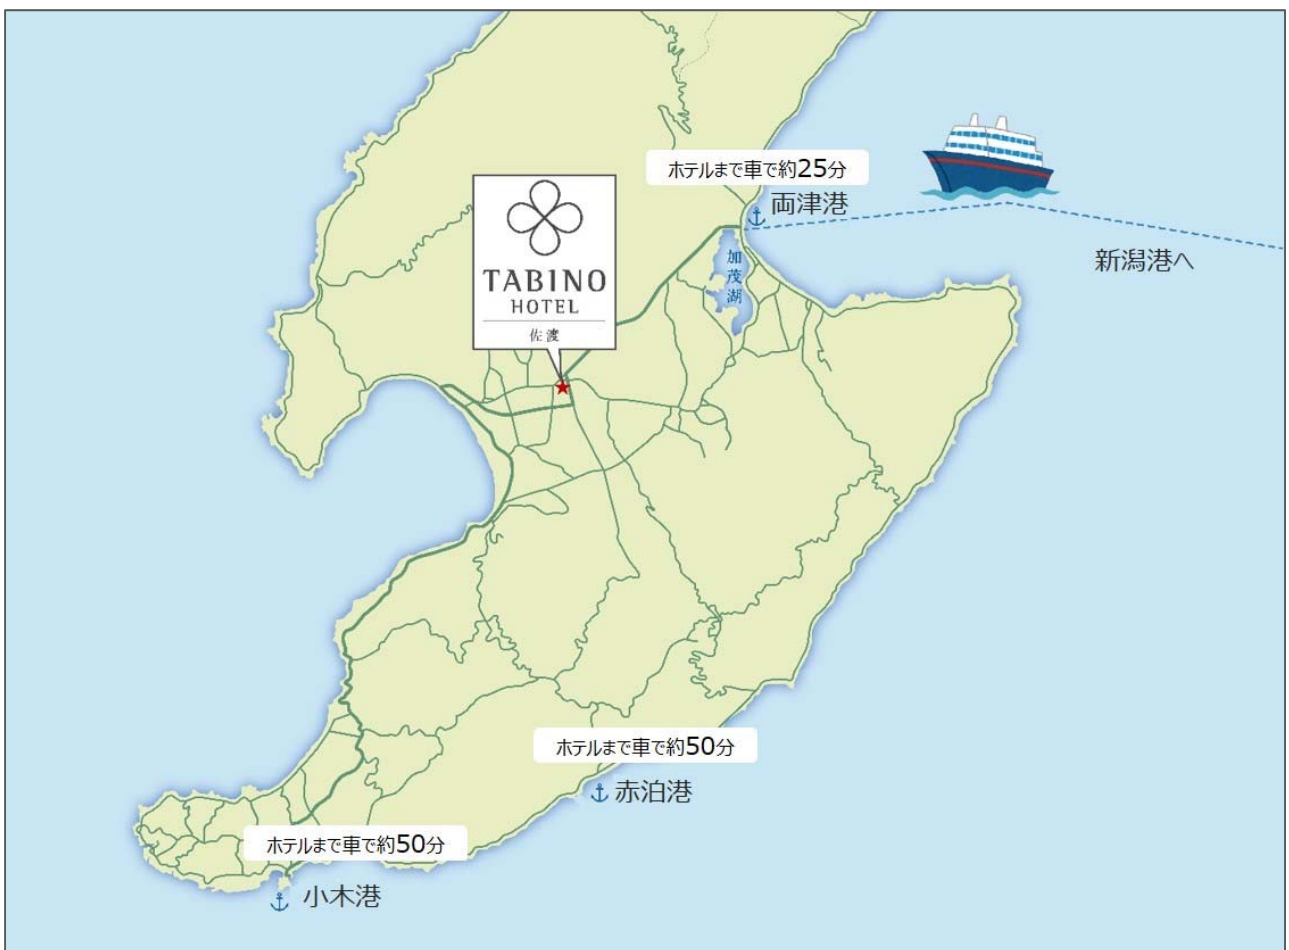 ホテルまで車で約25分
両津港
TABINO
HOTEL
佐渡
加茂湖
新潟港へ
ホテルまで車で約50分
赤泊港
ホテルまで車で約50分
小木港